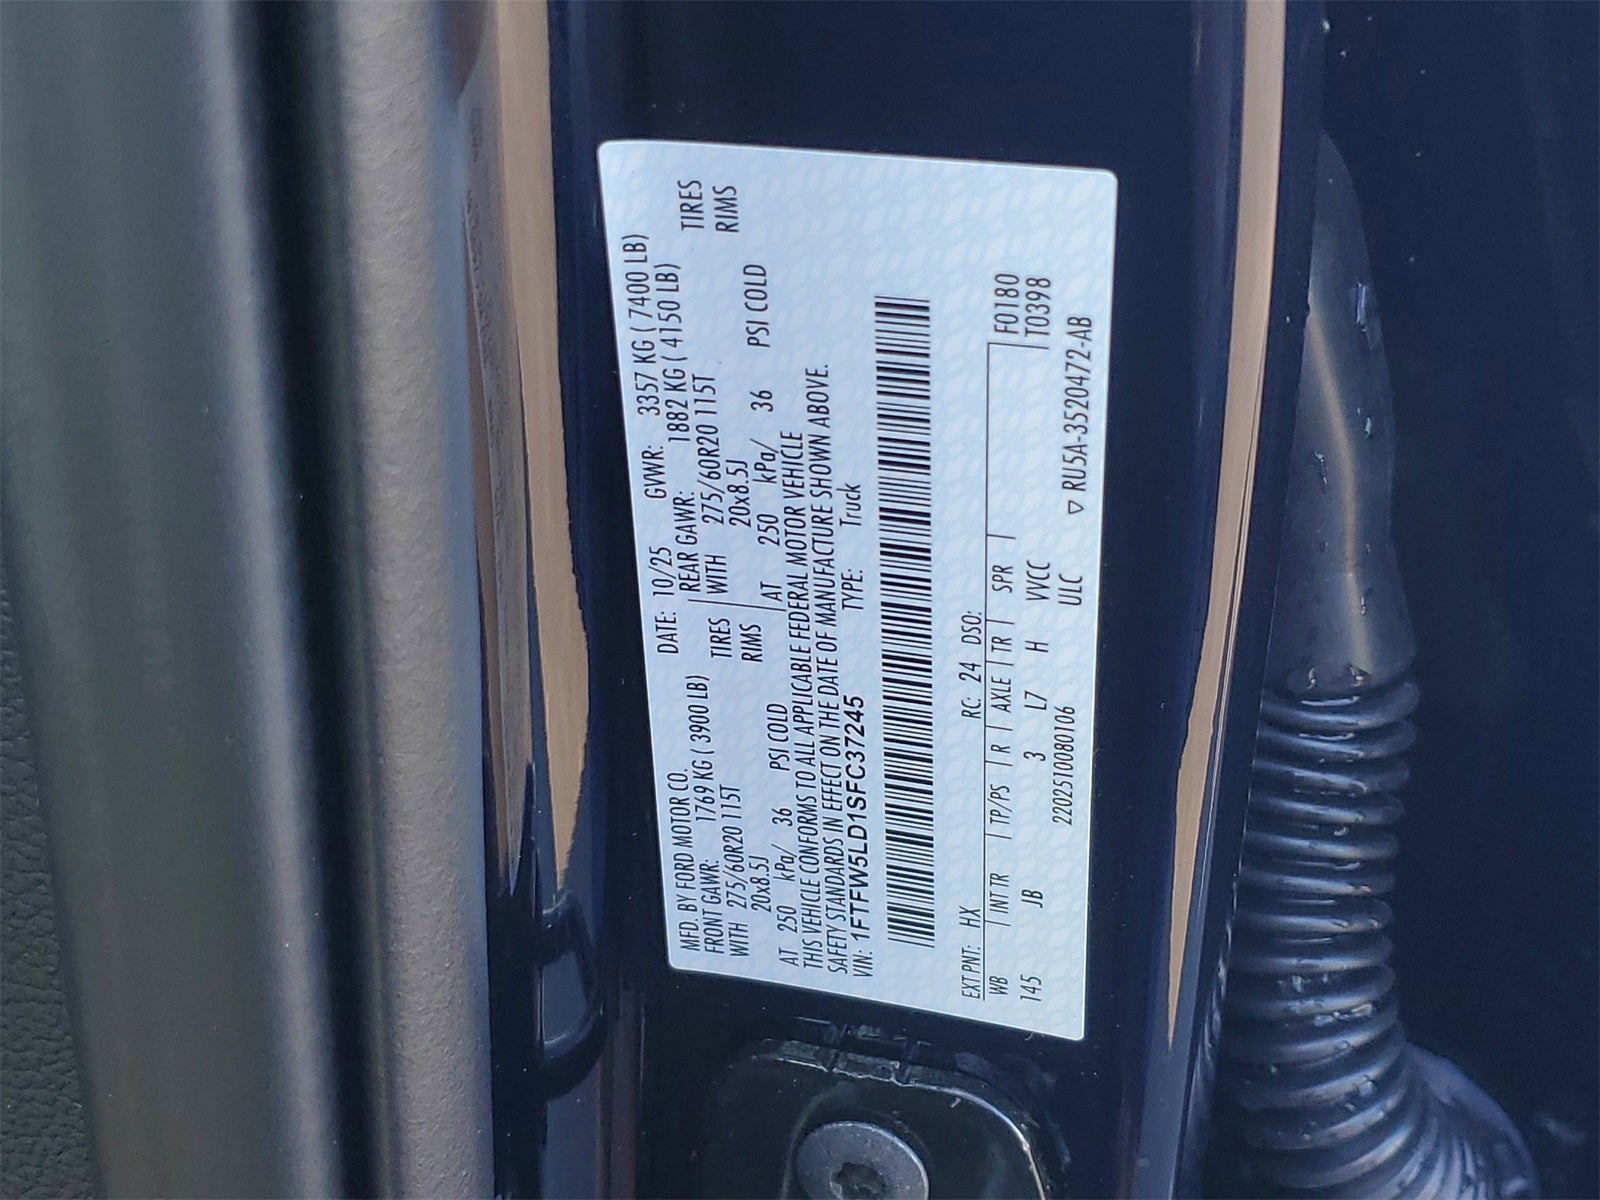 MFD. BY FORD MOTOR CO. DATE: 10/25 GVWR: 3357 KG ( 7400 LB)
FRONT GAWR: 1769 KG ( 3900 LB) REAR GAWR: 1882 KG ( 4150 LB)
WITH 275/60R20 115T TIRES WITH 275/60R20 115T TIRES
20x8.5J RIMS 20x8.5J RIMS
AT 250 kPa/ 36 PSI COLD AT 250 kPa/ 36 PSI COLD
THIS VEHICLE CONFORMS TO ALL APPLICABLE FEDERAL MOTOR VEHICLE
SAFETY STANDARDS IN EFFECT ON THE DATE OF MANUFACTURE SHOWN ABOVE.
VIN: 1FTFW5LD1SFC37245 TYPE: Truck
EXT PNT: HX RC: 24 DSO:
WB INT TR TP/PS R AXLE TR SPR F0180
145 JB 3 L7 H VVCC T0398
2202510080106 ULC ▽ RU5A-3520472-AB